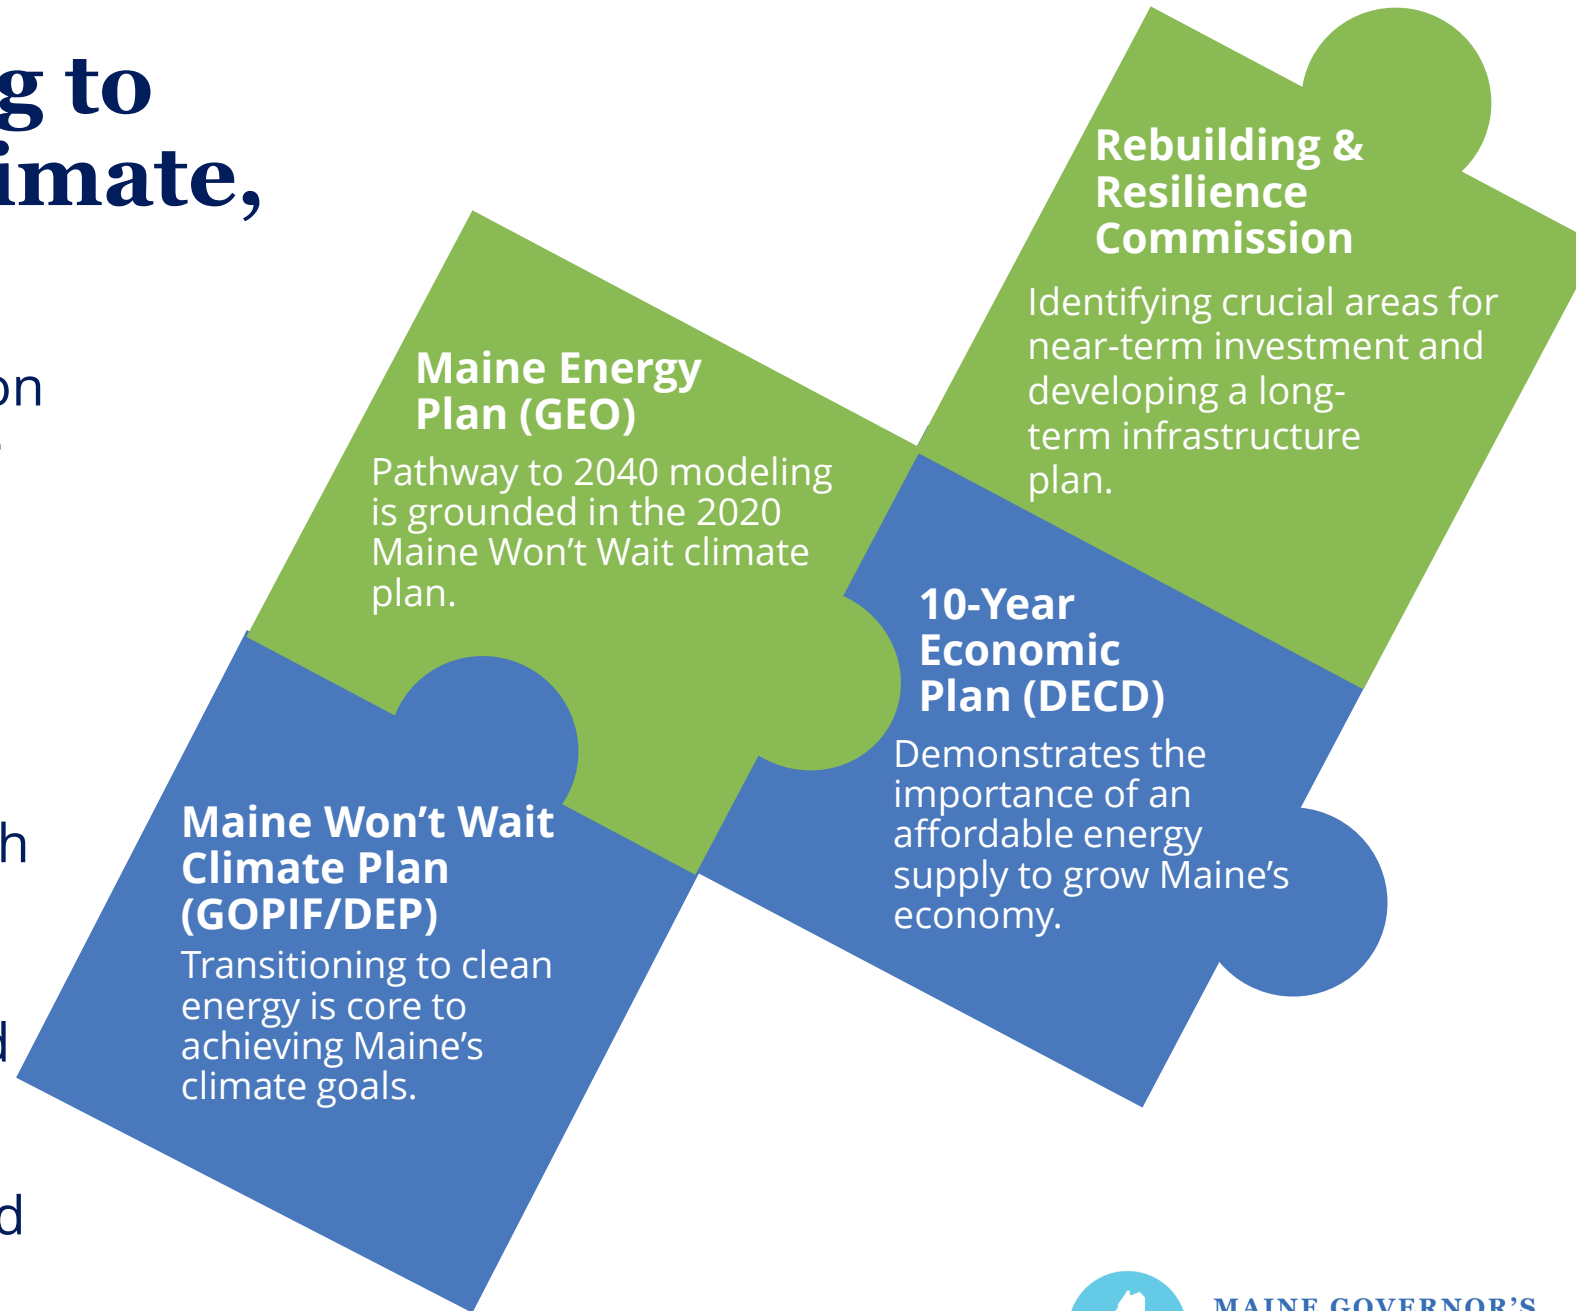 to
Rebuilding &
Resilience
Commission
Identifying crucial areas for
near-term investment and
developing a long-
term infrastructure
plan.
Maine Energy
Plan (GEO)
Pathway to 2040 modeling
is grounded in the 2020
Maine Won’t Wait climate
plan.
10-Year
Economic
Plan (DECD)
Demonstrates the
importance of an
affordable energy
supply to grow Maine’s
economy.
Maine Won’t Wait
Climate Plan
(GOPIF/DEP)
Transitioning to clean
energy is core to
achieving Maine’s
climate goals.
MAINE GOVERNOR’S